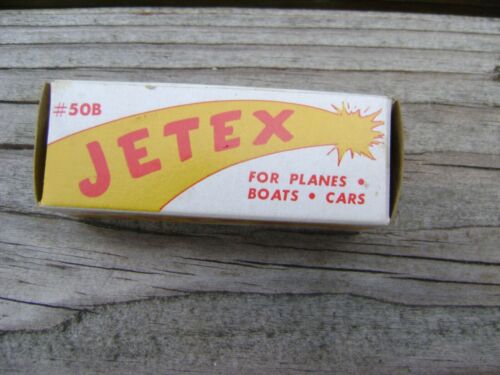 #50B
JETEX
FOR PLANES •
BOATS • CARS